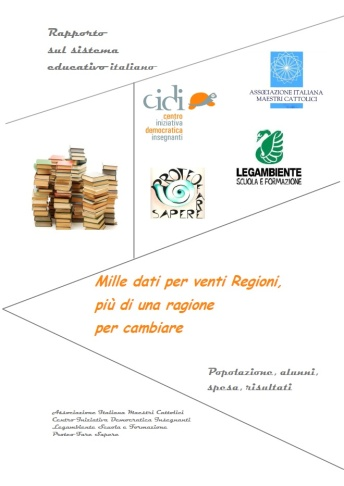 Rapporto
sul sistema
educativo italiano
cidi
centro
iniziativa
democratica
insegnanti
ASSOCIAZIONE ITALIANA
MAESTRI CATTOLICI
LEGAMBIENTE
SCUOLA E FORMAZIONE
PROTEO FARE
SAPERE
Mille dati per venti Regioni,
più di una ragione
per cambiare
Popolazione, alunni,
spesa, risultati
Associazione Italiana Maestri Cattolici
Centro Iniziativa Democratica Insegnanti
Legambiente Scuola e Formazione
Proteo Fare Sapere